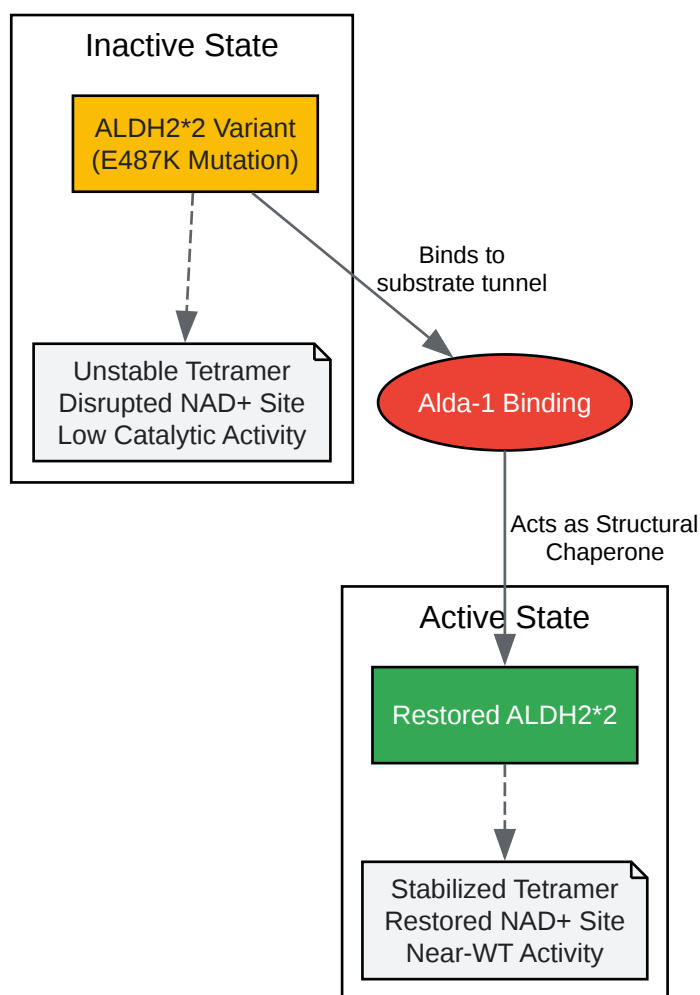 Inactive State
ALDH2*2 Variant
(E487K Mutation)
Binds to
substrate tunnel
Unstable Tetramer
Disrupted NAD+ Site
Low Catalytic Activity
Alda-1 Binding
Acts as Structural
Chaperone
Active State
Restored ALDH2*2
Stabilized Tetramer
Restored NAD+ Site
Near-WT Activity